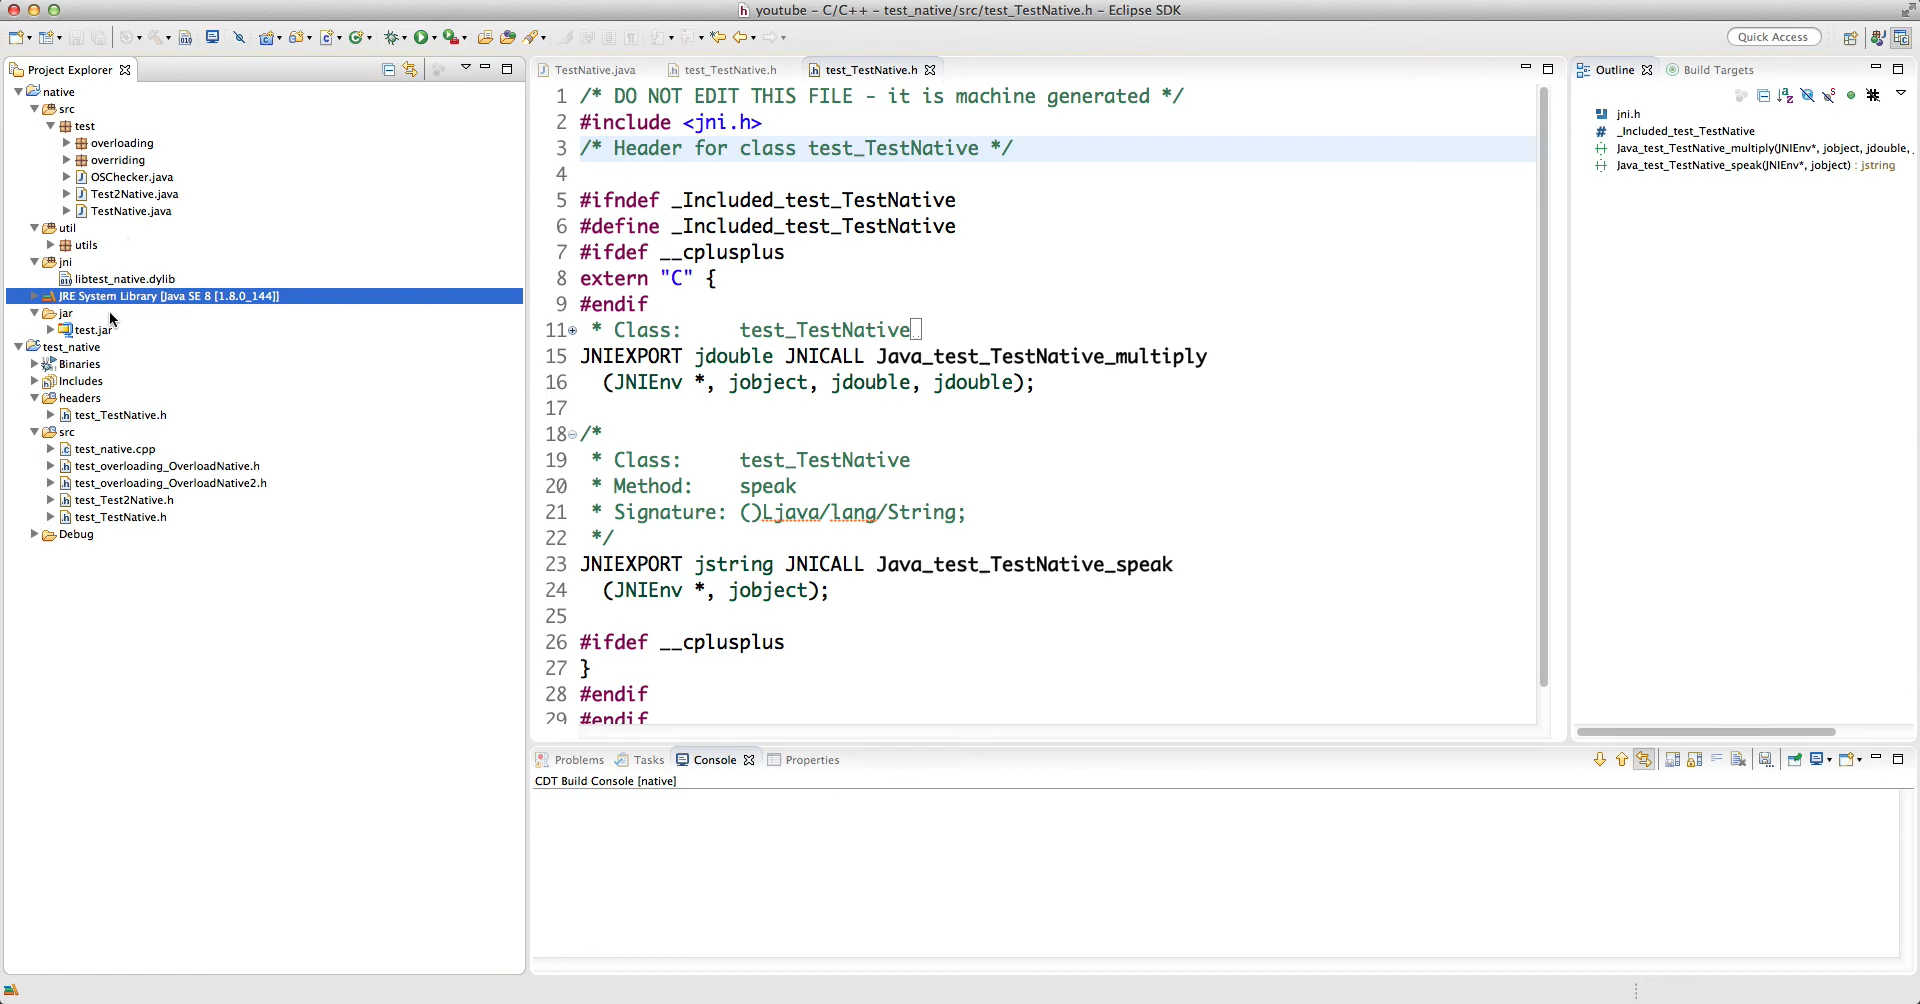 youtube - C/C++ - test_native/src/test_TestNative.h - Eclipse SDK
Quick Access
Project Explorer
native
src
test
overloading
overriding
OSChecker.java
Test2Native.java
TestNative.java
util
utils
jni
libtest_native.dylib
JRE System Library [Java SE 8 [1.8.0_144]]
jar
test.jar
test_native
Binaries
Includes
headers
test_TestNative.h
src
test_native.cpp
test_overloading_OverloadNative.h
test_overloading_OverloadNative2.h
test_Test2Native.h
test_TestNative.h
Debug
TestNative.java
test_TestNative.h
test_TestNative.h
1 /* DO NOT EDIT THIS FILE - it is machine generated */
2 #include <jni.h>
3 /* Header for class test_TestNative */
4
5 #ifndef _Included_test_TestNative
6 #define _Included_test_TestNative
7 #ifdef __cplusplus
8 extern "C" {
9 #endif
11 * Class:     test_TestNative
15 JNIEXPORT jdouble JNICALL Java_test_TestNative_multiply
16   (JNIEnv *, jobject, jdouble, jdouble);
17
18 /*
19 * Class:     test_TestNative
20 * Method:    speak
21 * Signature: ()Ljava/lang/String;
22 */
23 JNIEXPORT jstring JNICALL Java_test_TestNative_speak
24   (JNIEnv *, jobject);
25
26 #ifdef __cplusplus
27 }
28 #endif
29 #endif
Outline
Build Targets
jni.h
_Included_test_TestNative
Java_test_TestNative_multiply(JNIEnv*, jobject, jdouble,
Java_test_TestNative_speak(JNIEnv*, jobject) : jstring
Problems
Tasks
Console
Properties
CDT Build Console [native]